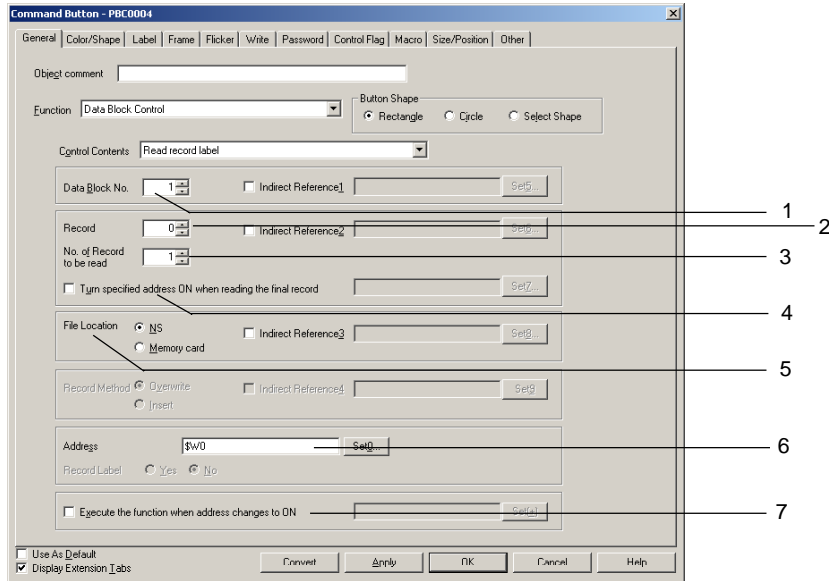 Command Button - PBC0004
General Color/Shape Label Frame Flicker Write Password Control Flag Macro Size/Position Other
Object comment
Function Data Block Control
Button Shape
Rectangle Circle Select Shape
Control Contents Read record label
Data Block No. 1 Indirect Reference1 Set5...
1
Record 0 Indirect Reference2 Set6...
2
No. of Record
to be read 1
3
Turn specified address ON when reading the final record Set7...
4
File Location NS Indirect Reference3 Set8...
Memory card
5
Record Method Overwrite Indirect Reference4 Set9
Insert
Address $W0 Set0...
6
Record Label Yes No
Execute the function when address changes to ON Set[*]
7
Use As Default
Display Extension Tabs
Convert Apply OK Cancel Help